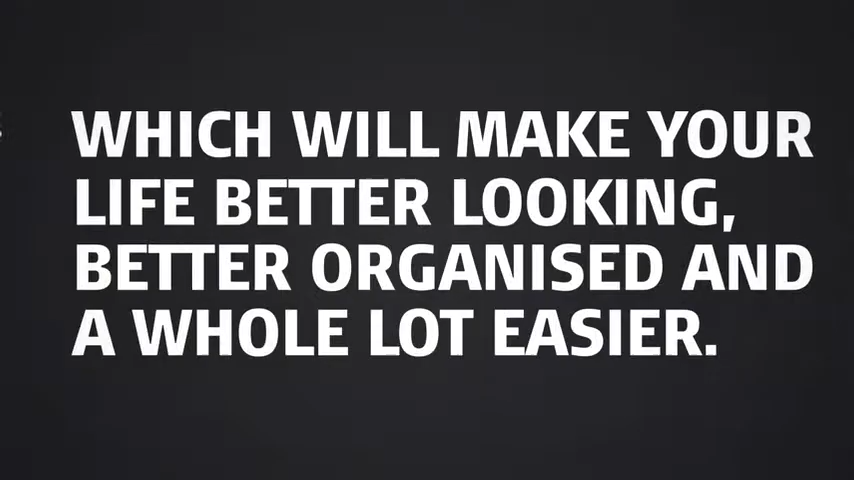 WHICH WILL MAKE YOUR
LIFE BETTER LOOKING,
BETTER ORGANISED AND
A WHOLE LOT EASIER.